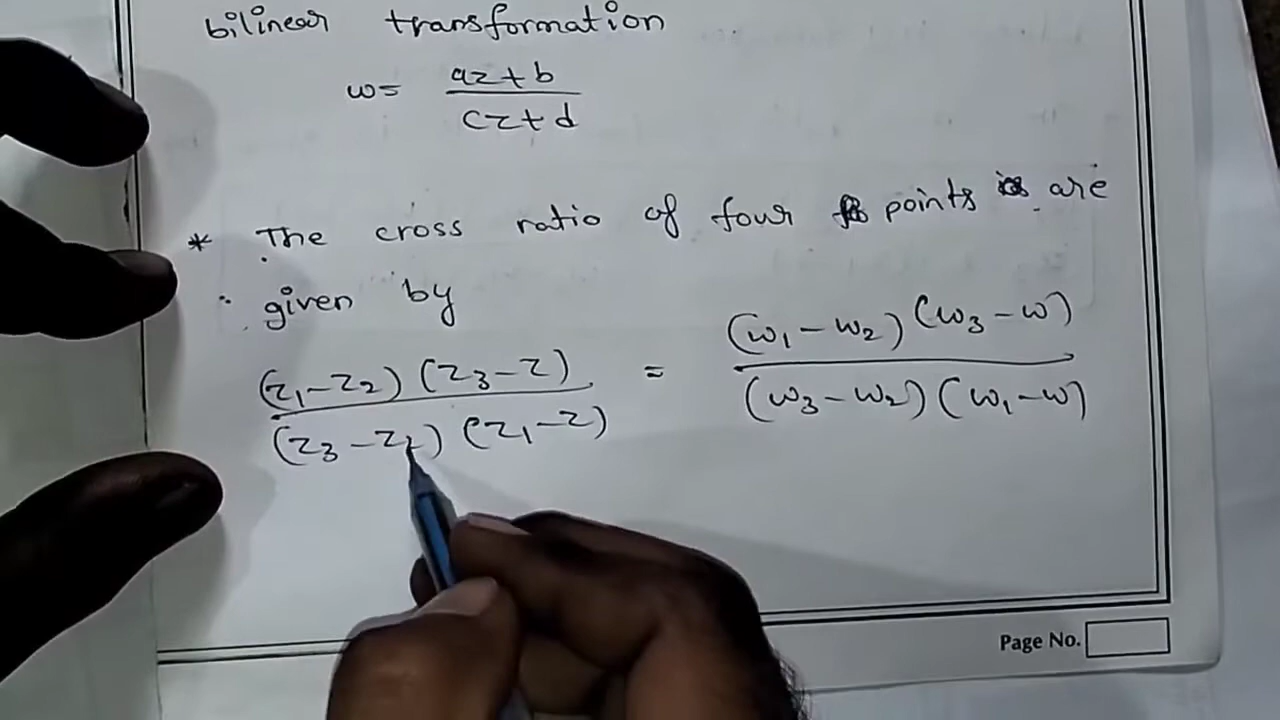 bilinear transformation
w= az+b
cz+d
* The cross ratio of four points are
given by
(z₁-z₂) (z₃-z) = (w₁-w₂) (w₃-w)
(z₃-z₂) (z₁-z) (w₃-w₂) (w₁-w)
Page No.